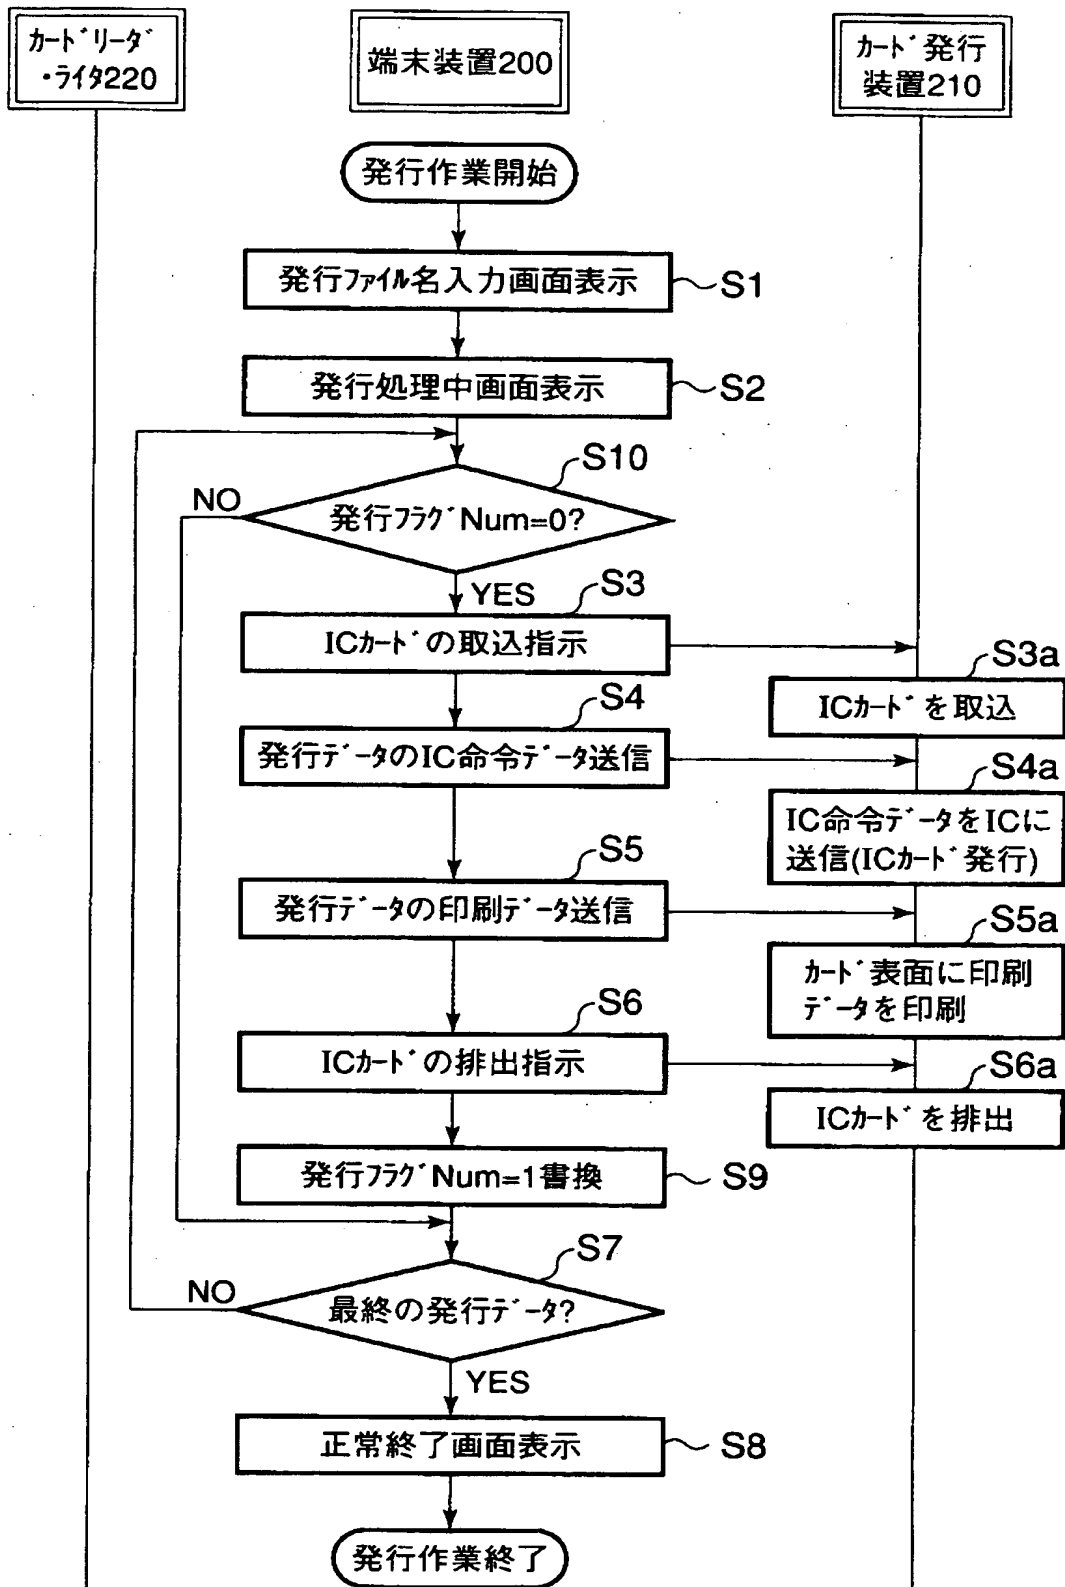 ｶｰﾄﾞﾘｰﾀﾞ
・ﾗｲﾀ220
端末装置200
ｶｰﾄﾞ発行
装置210
発行作業開始
発行ﾌｧｲﾙ名入力画面表示
S1
発行処理中画面表示
S2
S10
NO
発行ﾌﾗｸﾞNum=0?
YES
S3
ICｶｰﾄﾞの取込指示
S3a
ICｶｰﾄﾞを取込
S4
発行ﾃﾞｰﾀのIC命令ﾃﾞｰﾀ送信
S4a
IC命令ﾃﾞｰﾀをICに
送信(ICｶｰﾄﾞ発行)
S5
発行ﾃﾞｰﾀの印刷ﾃﾞｰﾀ送信
S5a
ｶｰﾄﾞ表面に印刷
ﾃﾞｰﾀを印刷
S6
ICｶｰﾄﾞの排出指示
S6a
ICｶｰﾄﾞを排出
発行ﾌﾗｸﾞNum=1書換
S9
S7
NO
最終の発行ﾃﾞｰﾀ?
YES
正常終了画面表示
S8
発行作業終了